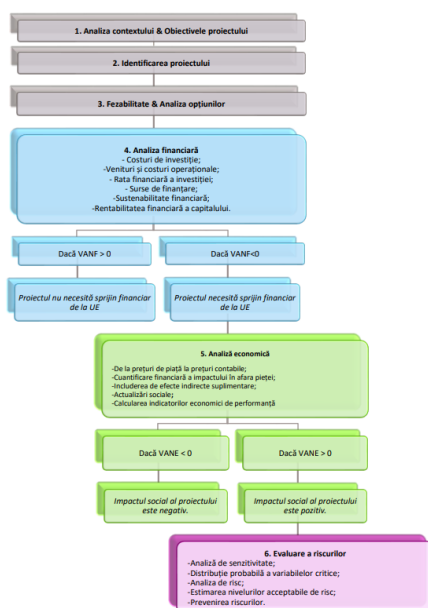 1. Analiza contextului & Obiectivele proiectului
2. Identificarea proiectului
3. Fezabilitate & Analiza opțiunilor
4. Analiza financiară
- Costuri de investiție;
-Venituri și costuri operaționale;
- Rata financiară a investiției;
- Surse de finanțare;
-Sustenabilitate financiară;
-Rentabilitatea financiară a capitalului.
Dacă VANF > 0
Dacă VANF<0
Proiectul nu necesită sprijin financiar
de la UE
Proiectul necesită sprijin financiar
de la UE
5. Analiză economică
-De la prețuri de piață la prețuri contabile;
-Cuantificare financiară a impactului în afara pieței;
-Includerea de efecte indirecte suplimentare;
-Actualizări sociale;
-Calcularea indicatorilor economici de performanță
Dacă VANE < 0
Dacă VANE > 0
Impactul social al proiectului
este negativ.
Impactul social al proiectului
este pozitiv.
6. Evaluare a riscurilor
-Analiză de senzitivitate;
-Distribuție probabilă a variabilelor critice;
-Analiza de risc;
-Estimarea nivelurilor acceptabile de risc;
-Prevenirea riscurilor.